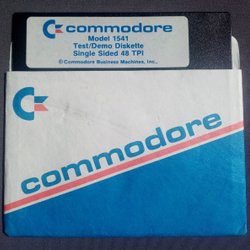 commodore
Model 1541
Test/Demo Diskette
Single Sided 48 TPI
©Commodore Business Machines, Inc.
commodore